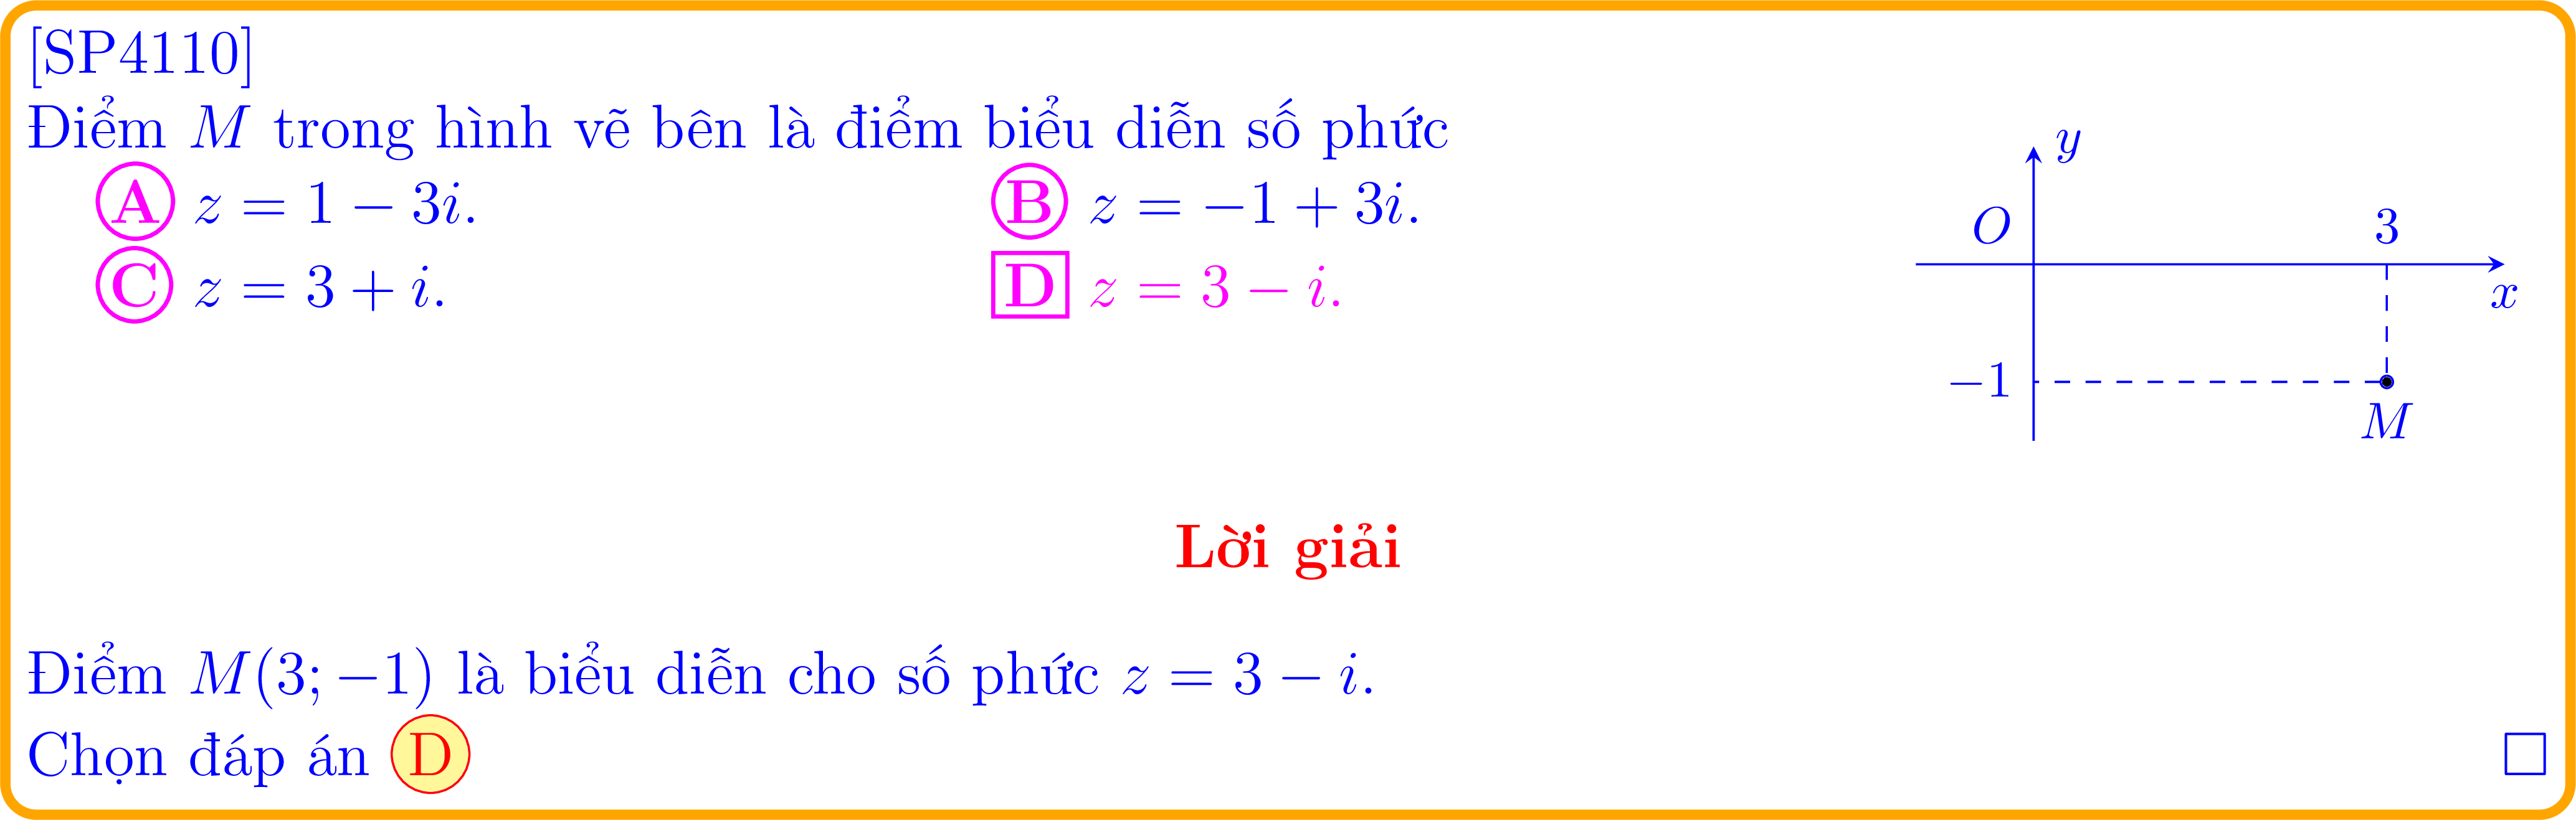 [SP4110]
Điểm M trong hình vẽ bên là điểm biểu diễn số phức
A z = 1 − 3i.
B z = −1 + 3i.
C z = 3 + i.
D z = 3 − i.
y
O
3
x
−1
M
Lời giải
Điểm M(3; −1) là biểu diễn cho số phức z = 3 − i.
Chọn đáp án D